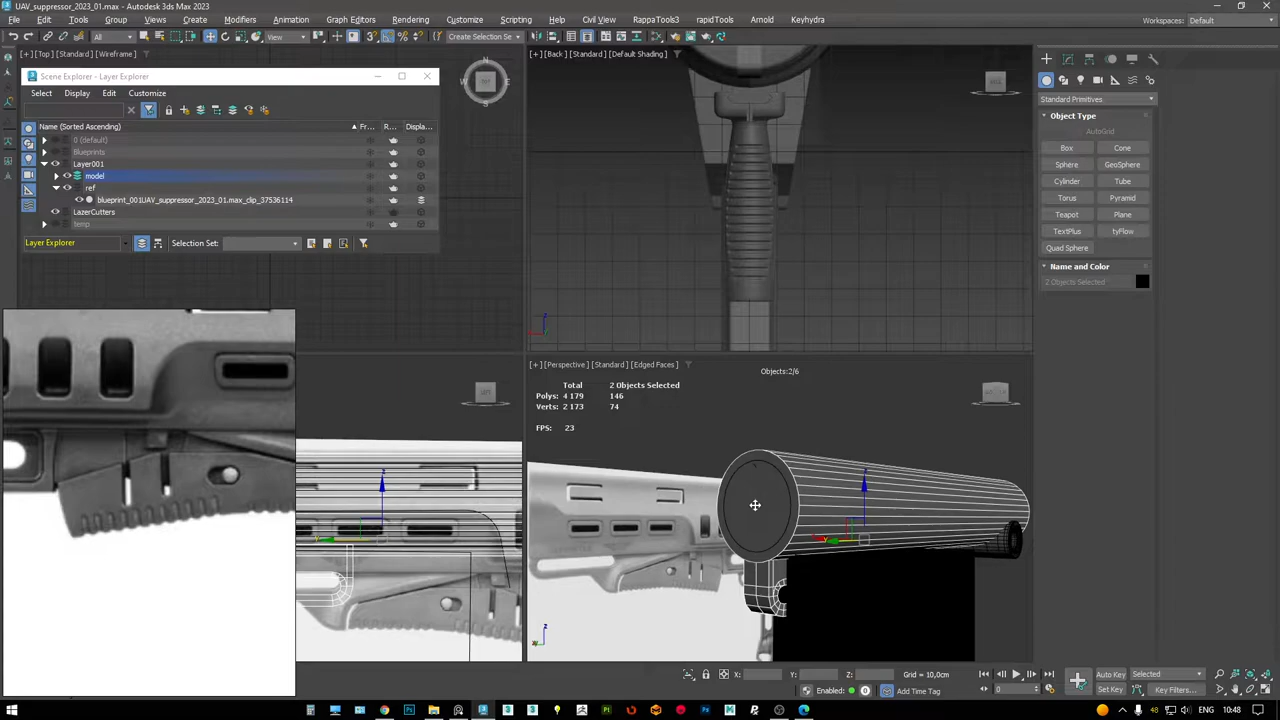 UAV_suppressor_2023_01.max - Autodesk 3ds Max 2023
File Edit Tools Group Views Create Modifiers Animation Graph Editors Rendering Customize Scripting Help Civil View RappaTools3 rapidTools Arnold Keyhydra
Workspaces: Default
All View Create Selection Se
[+] [Top] [Standard] [Wireframe]
[+] [Back] [Standard] [Default Shading]
Scene Explorer - Layer Explorer
Select Display Edit Customize
Name (Sorted Ascending) Fr... R... Displa...
0 (default)
Blueprints
Layer001
model
ref
blueprint_001UAV_suppressor_2023_01.max_clip_37536114
LazerCutters
temp
Layer Explorer Selection Set:
Standard Primitives
Object Type
AutoGrid
Box Cone
Sphere GeoSphere
Cylinder Tube
Torus Pyramid
Teapot Plane
TextPlus tyFlow
Quad Sphere
Name and Color
2 Objects Selected
[+] [Perspective] [Standard] [Edged Faces]
Objects:2/6
Total 2 Objects Selected
Polys: 4 179 146
Verts: 2 173 74
FPS: 23
X: Y: Z: Grid = 10,0cm
Enabled: Add Time Tag
0
Auto Key Selected
Set Key Key Filters...
ENG 10:48